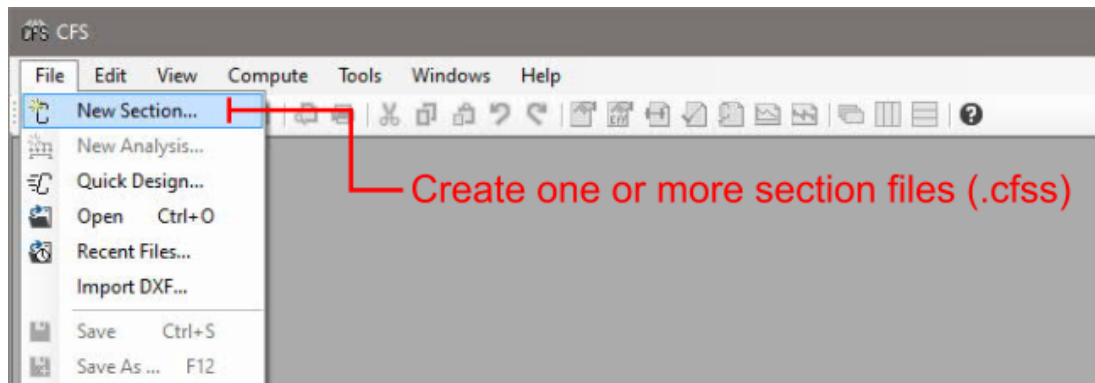 CFS CFS
File Edit View Compute Tools Windows Help
New Section...
New Analysis...
Quick Design...
Create one or more section files (.cfss)
Open Ctrl+O
Recent Files...
Import DXF...
Save Ctrl+S
Save As ... F12